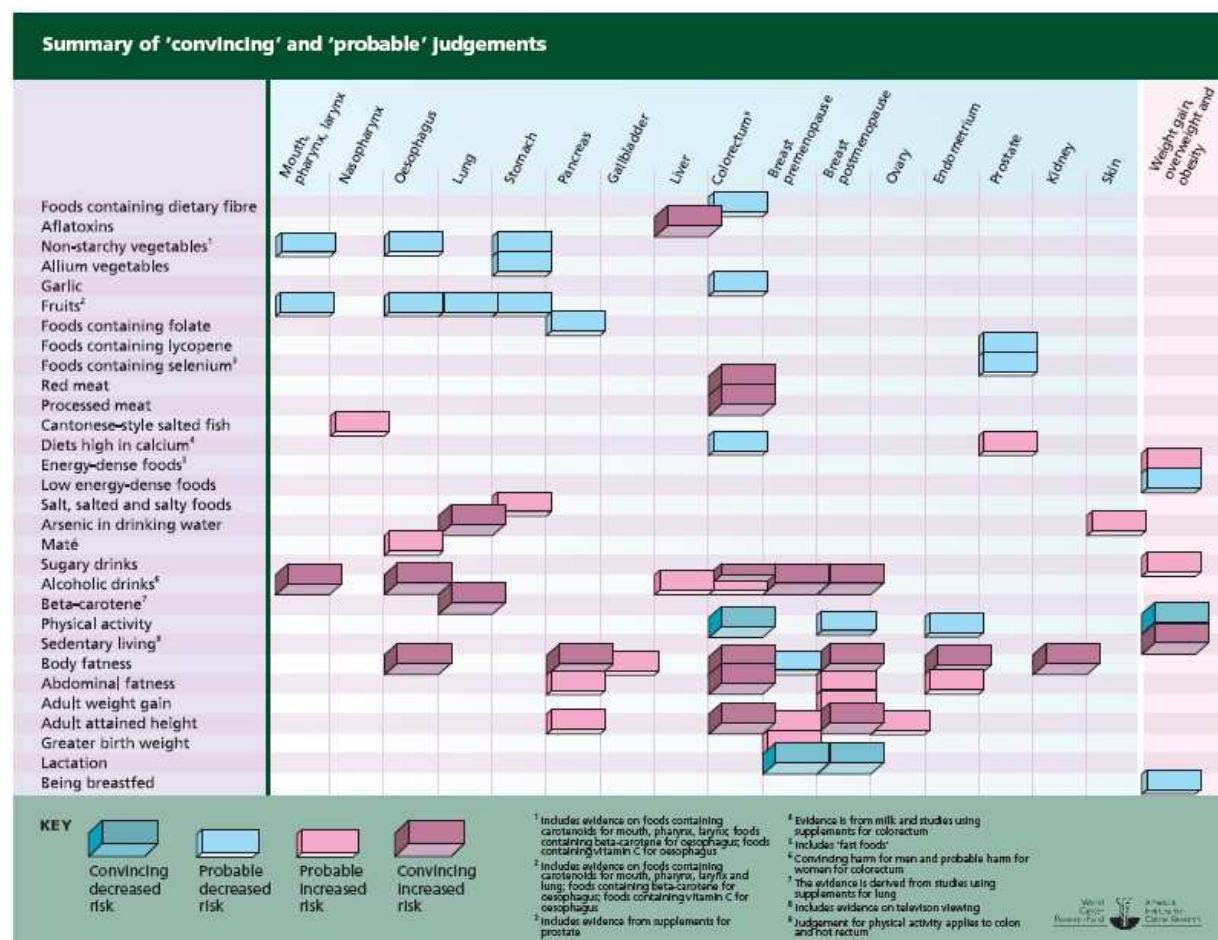 Summary of 'convincing' and 'probable' judgements
Mouth,
pharynx, larynx
Nasopharynx
Oesophagus
Lung
Stomach
Pancreas
Gallbladder
Liver
Colorectum⁹
Breast
premenopause
Breast
postmenopause
Ovary
Endometrium
Prostate
Kidney
Skin
Weight gain,
overweight and
obesity
Foods containing dietary fibre
Aflatoxins
Non-starchy vegetables¹
Allium vegetables
Garlic
Fruits²
Foods containing folate
Foods containing lycopene
Foods containing selenium³
Red meat
Processed meat
Cantonese-style salted fish
Diets high in calcium⁴
Energy-dense foods⁵
Low energy-dense foods
Salt, salted and salty foods
Arsenic in drinking water
Maté
Sugary drinks
Alcoholic drinks⁶
Beta-carotene⁷
Physical activity
Sedentary living⁸
Body fatness
Abdominal fatness
Adult weight gain
Adult attained height
Greater birth weight
Lactation
Being breastfed
KEY
Convincing
decreased
risk
Probable
decreased
risk
Probable
increased
risk
Convincing
increased
risk
¹ Includes evidence on foods containing
carotenoids for mouth, pharynx, larynx; foods
containing beta-carotene for oesophagus; foods
containing vitamin C for oesophagus
² Includes evidence on foods containing
carotenoids for mouth, pharynx, larynx and
lung; foods containing beta-carotene for
oesophagus; foods containing vitamin C for
oesophagus
³ Includes evidence from supplements for
prostate
⁴ Evidence is from milk and studies using
supplements for colorectum
⁵ Includes 'fast foods'
⁶ Convincing harm for men and probable harm for
women for colorectum
⁷ The evidence is derived from studies using
supplements for lung
⁸ Includes evidence on televison viewing
⁹ Judgement for physical activity applies to colon
and not rectum
World
Cancer
Research Fund
American
Institute for
Cancer Research